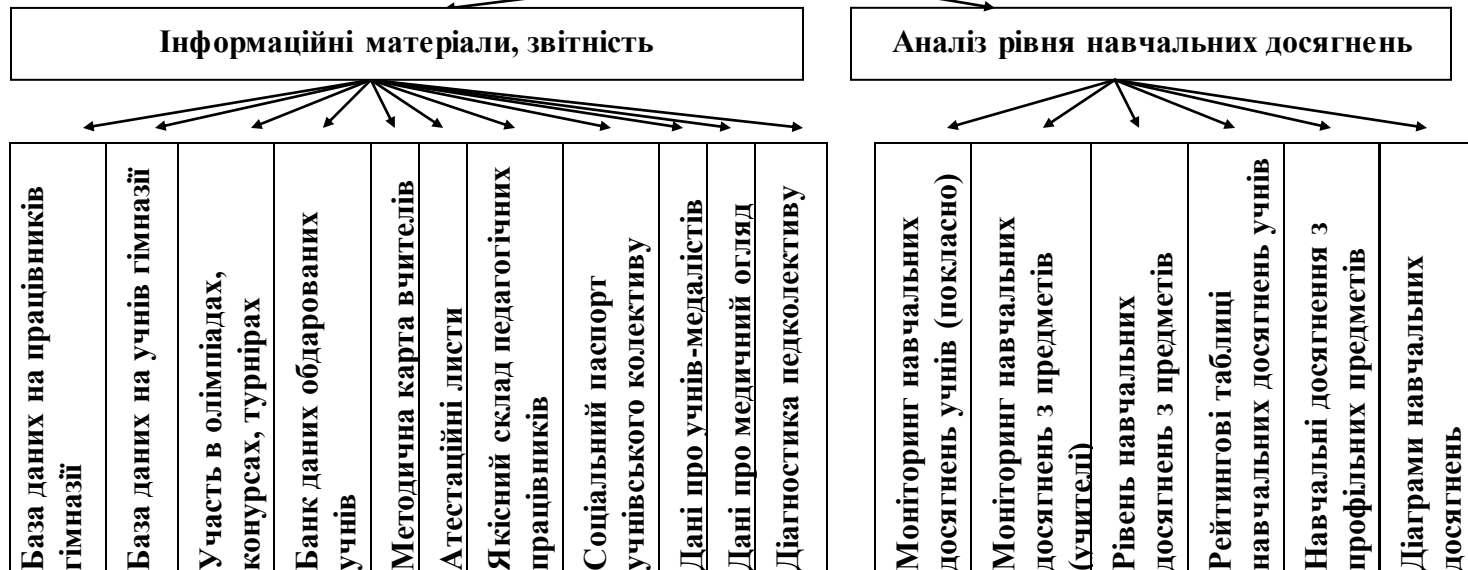 Інформаційні матеріали, звітність
Аналіз рівня навчальних досягнень
База даних на працівників
гімназії
База даних на учнів гімназії
Участь в олімпіадах,
конкурсах, турнірах
Банк даних обдарованих
учнів
Методична карта вчителів
Атестаційні листи
Якісний склад педагогічних
працівників
Соціальний паспорт
учнівського колективу
Дані про учнів-медалістів
Дані про медичний огляд
Діагностика педколективу
Моніторинг навчальних
досягнень учнів (покласно)
Моніторинг навчальних
досягнень з предметів
(учителі)
Рівень навчальних
досягнень з предметів
Рейтингові таблиці
навчальних досягнень учнів
Навчальні досягнення з
профільних предметів
Діаграми навчальних
досягнень